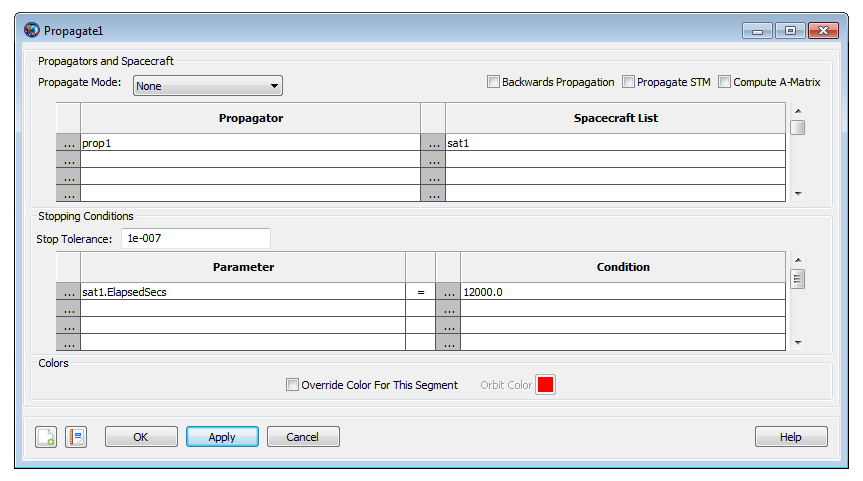 Propagate1
Propagators and Spacecraft
Propagate Mode: None Backwards Propagation Propagate STM Compute A-Matrix
Propagator Spacecraft List
... prop1 ... sat1
... ...
... ...
... ...
Stopping Conditions
Stop Tolerance: 1e-007
Parameter Condition
... sat1.ElapsedSecs = ... 12000.0
... ...
... ...
... ...
Colors
Override Color For This Segment Orbit Color
OK Apply Cancel Help